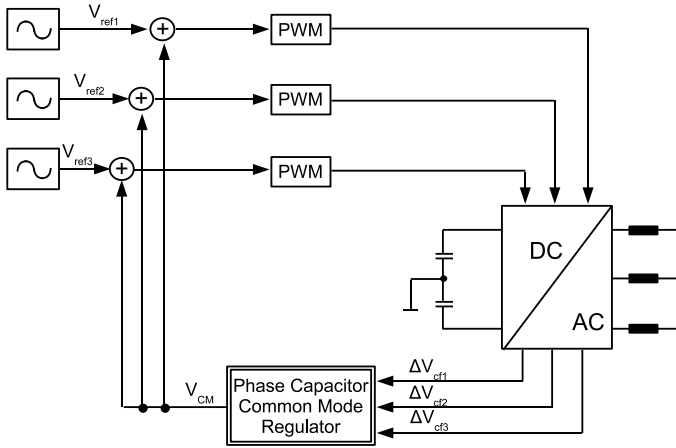 Vref1
PWM
Vref2
PWM
Vref3
PWM
DC
AC
VCM
Phase Capacitor
Common Mode
Regulator
ΔVcf1
ΔVcf2
ΔVcf3